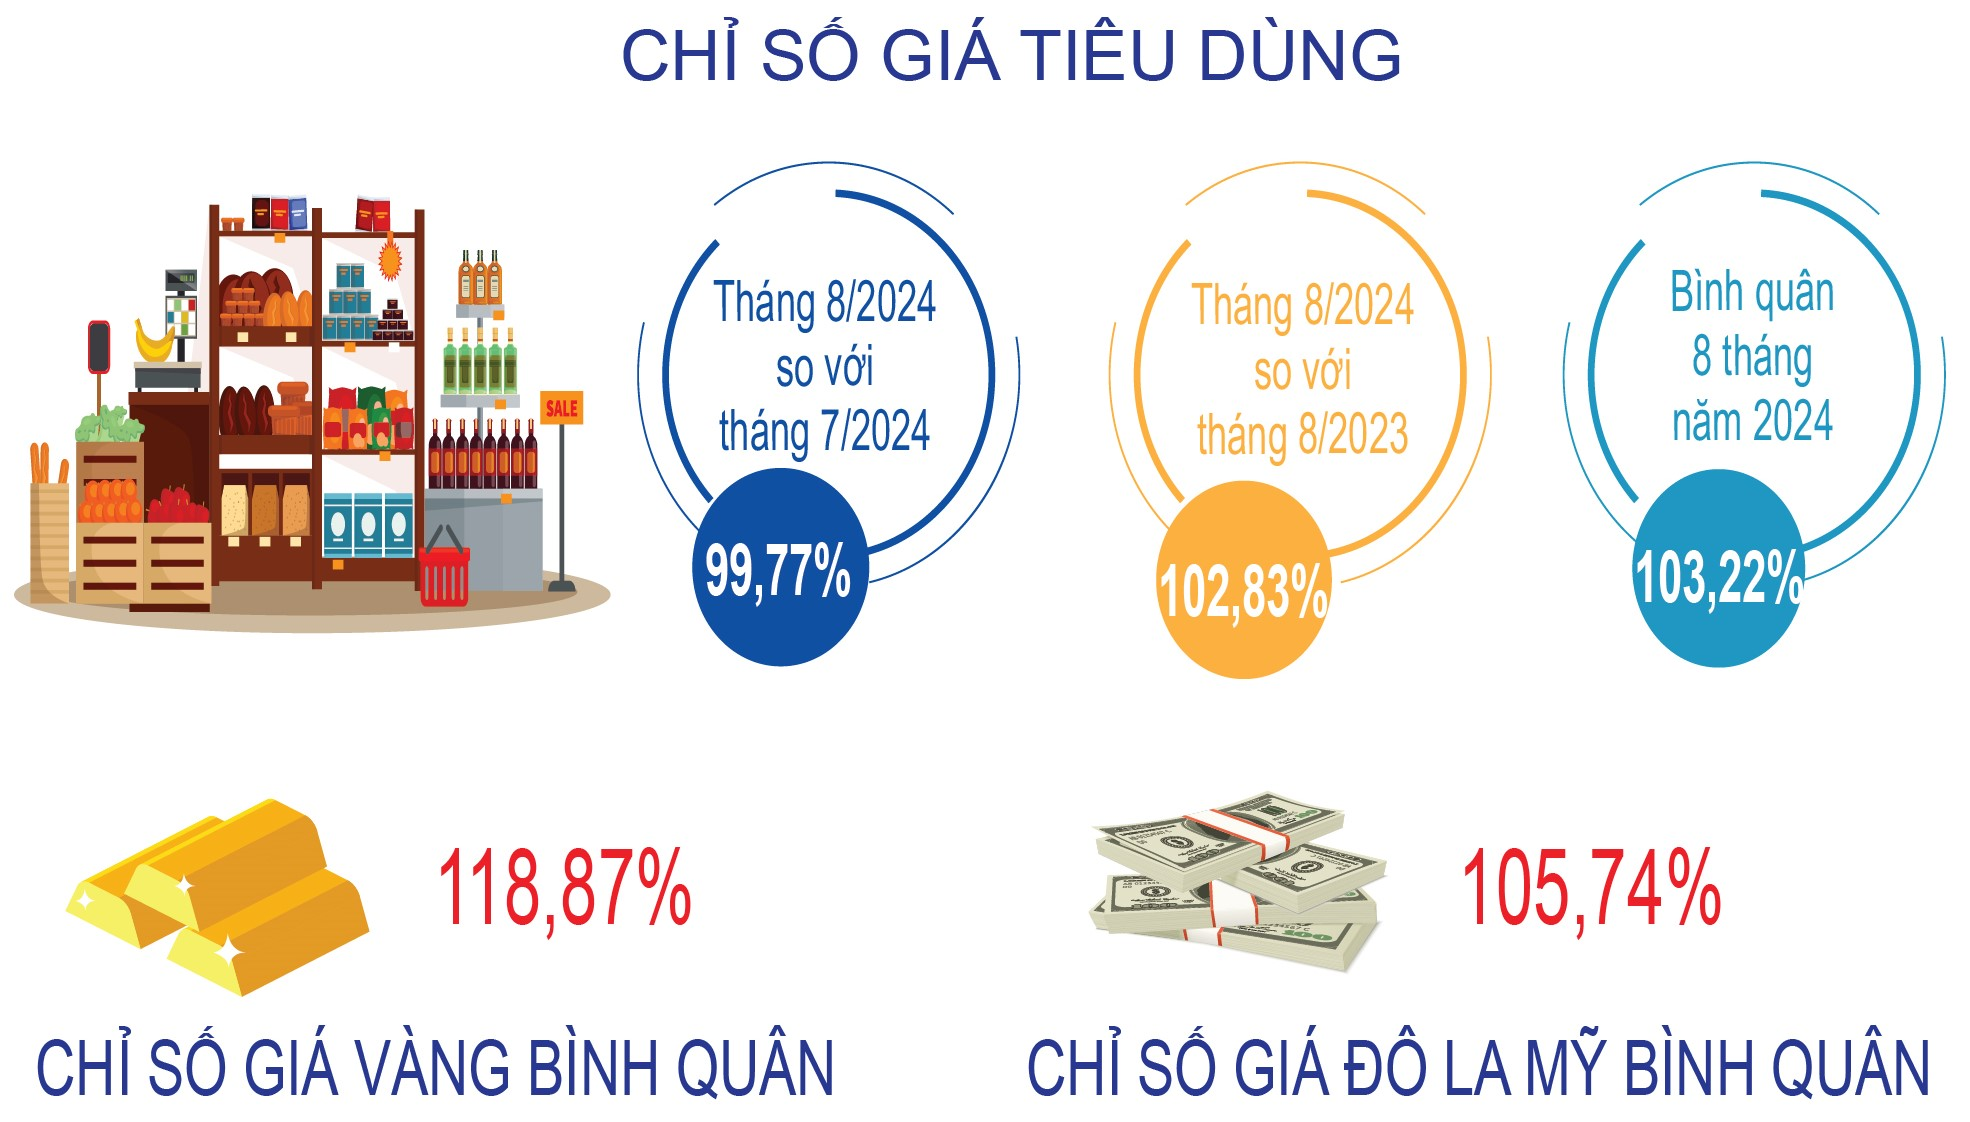 CHỈ SỐ GIÁ TIÊU DÙNG
Tháng 8/2024
so với
tháng 7/2024
99,77%
Tháng 8/2024
so với
tháng 8/2023
102,83%
Bình quân
8 tháng
năm 2024
103,22%
SALE
118,87%
105,74%
CHỈ SỐ GIÁ VÀNG BÌNH QUÂN
CHỈ SỐ GIÁ ĐÔ LA MỸ BÌNH QUÂN